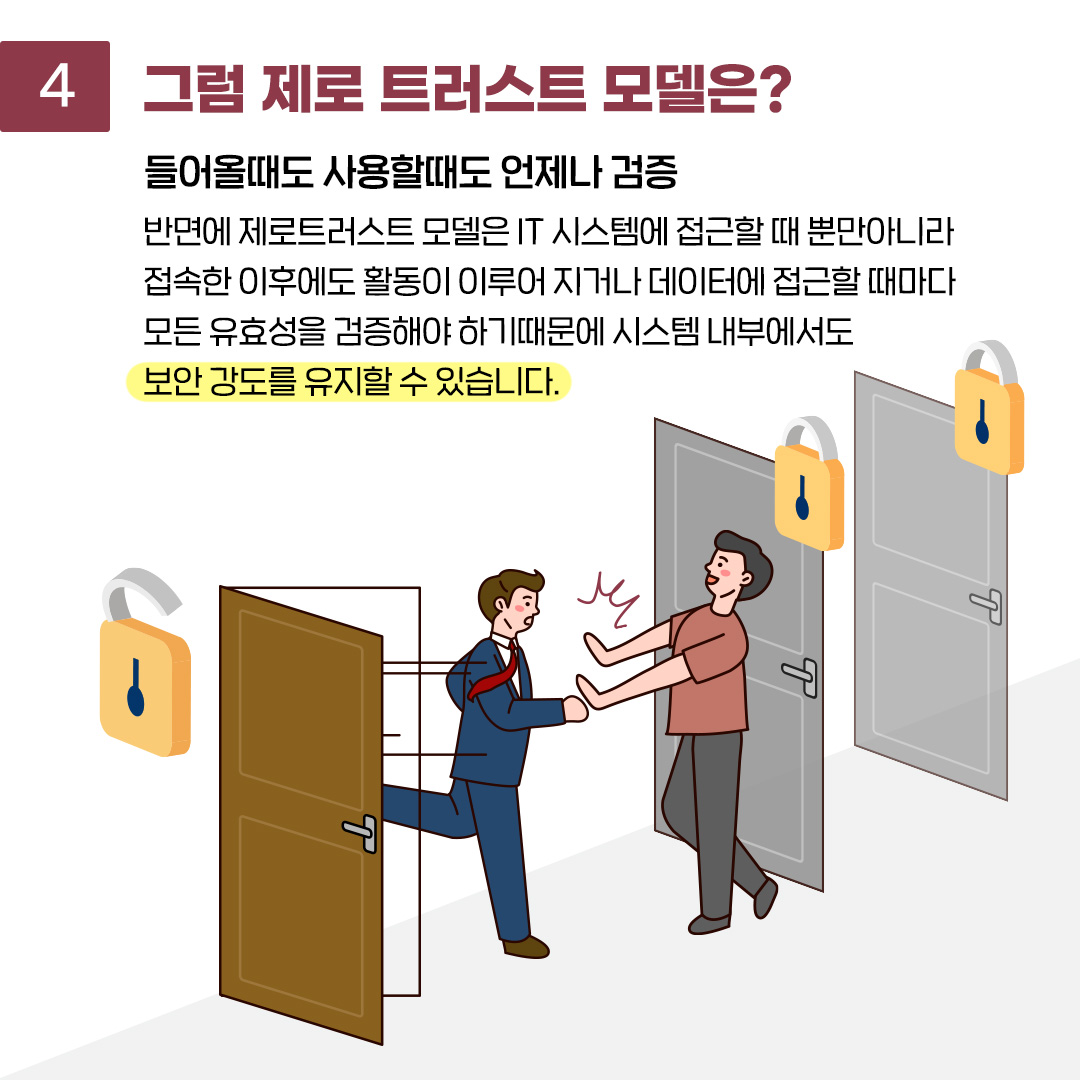 4
그럼 제로 트러스트 모델은?
들어올때도 사용할때도 언제나 검증
반면에 제로트러스트 모델은 IT 시스템에 접근할 때 뿐만아니라
접속한 이후에도 활동이 이루어 지거나 데이터에 접근할 때마다
모든 유효성을 검증해야 하기때문에 시스템 내부에서도
보안 강도를 유지할 수 있습니다.